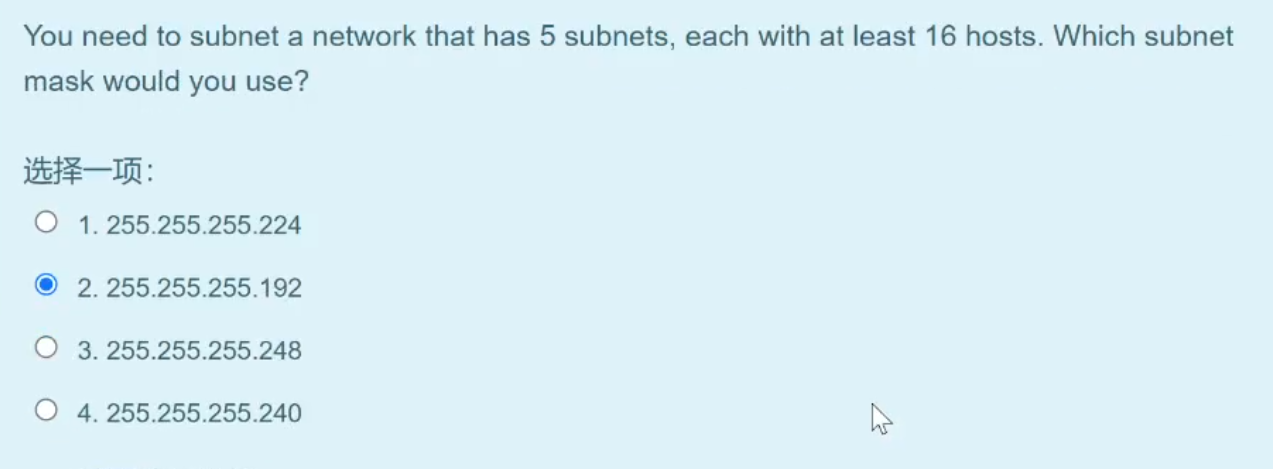 You need to subnet a network that has 5 subnets, each with at least 16 hosts. Which subnet
mask would you use?
选择一项：
1. 255.255.255.224
2. 255.255.255.192
3. 255.255.255.248
4. 255.255.255.240